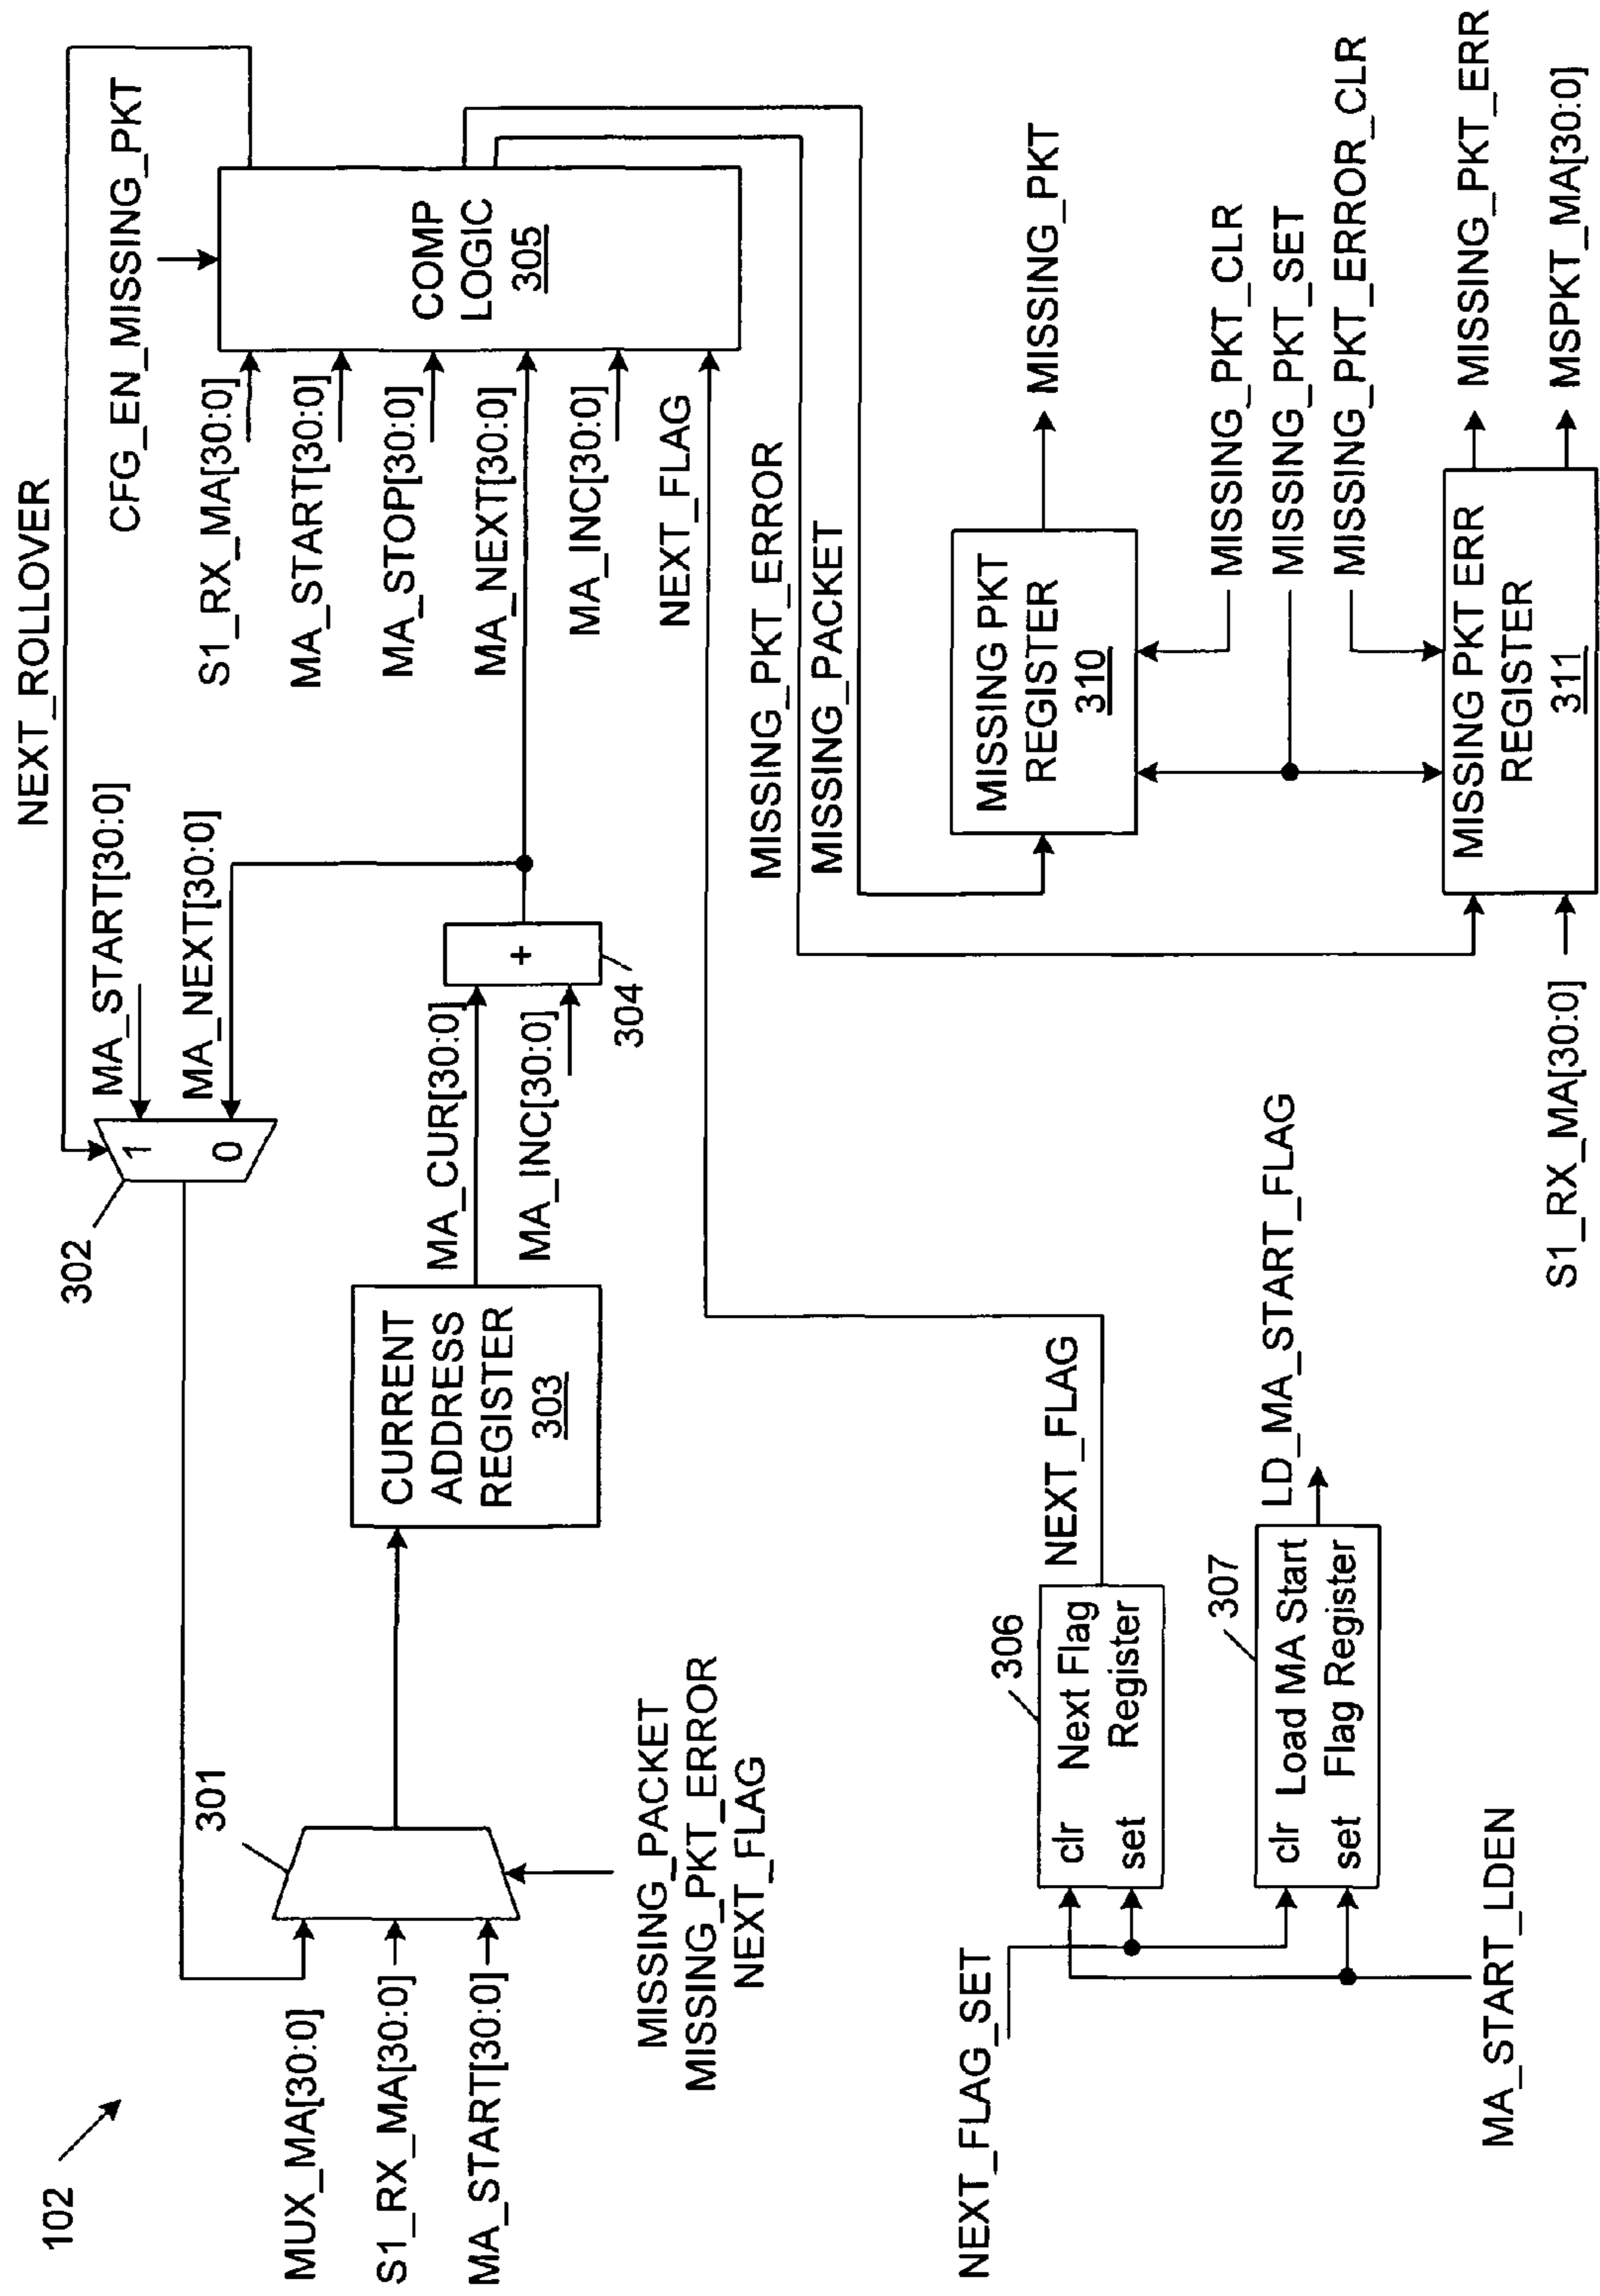 102
NEXT_ROLLOVER
CFG_EN_MISSING_PKT
MA_START[30:0]
MA_NEXT[30:0]
302
1
0
301
MUX_MA[30:0]
S1_RX_MA[30:0]
MA_START[30:0]
MISSING_PACKET
MISSING_PKT_ERROR
NEXT_FLAG
CURRENT
ADDRESS
REGISTER
303
MA_CUR[30:0]
MA_INC[30:0]
+
304
S1_RX_MA[30:0]
MA_START[30:0]
MA_STOP[30:0]
MA_NEXT[30:0]
MA_INC[30:0]
NEXT_FLAG
COMP
LOGIC
305
MISSING_PKT_ERROR
MISSING_PACKET
NEXT_FLAG_SET
MA_START_LDEN
306
clr Next Flag
set Register
NEXT_FLAG
307
clr Load MA Start
set Flag Register
LD_MA_START_FLAG
MISSING PKT
REGISTER
310
MISSING_PKT
MISSING_PKT_CLR
MISSING_PKT_SET
MISSING_PKT_ERROR_CLR
MISSING PKT ERR
REGISTER
311
S1_RX_MA[30:0]
MISSING_PKT_ERR
MSPKT_MA[30:0]